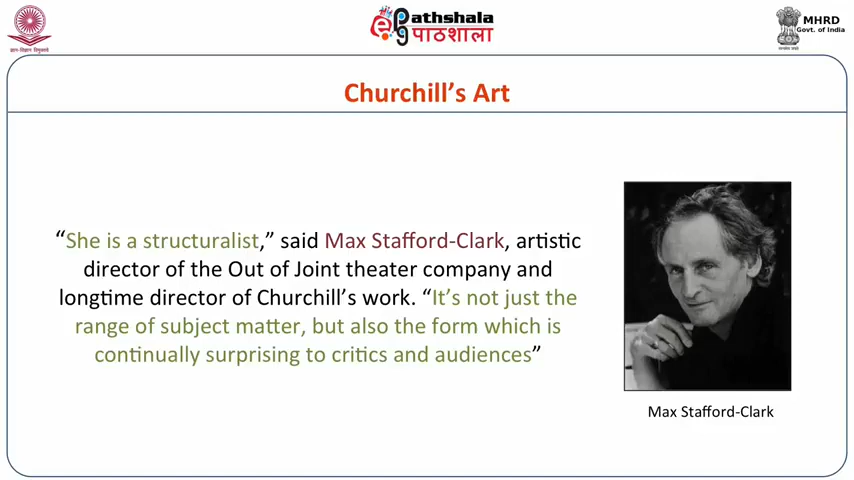 ePathshala
पाठशाला
MHRD
Govt. of India
Churchill's Art
“She is a structuralist,” said Max Stafford-Clark, artistic
director of the Out of Joint theater company and
longtime director of Churchill’s work. “It’s not just the
range of subject matter, but also the form which is
continually surprising to critics and audiences”
Max Stafford-Clark